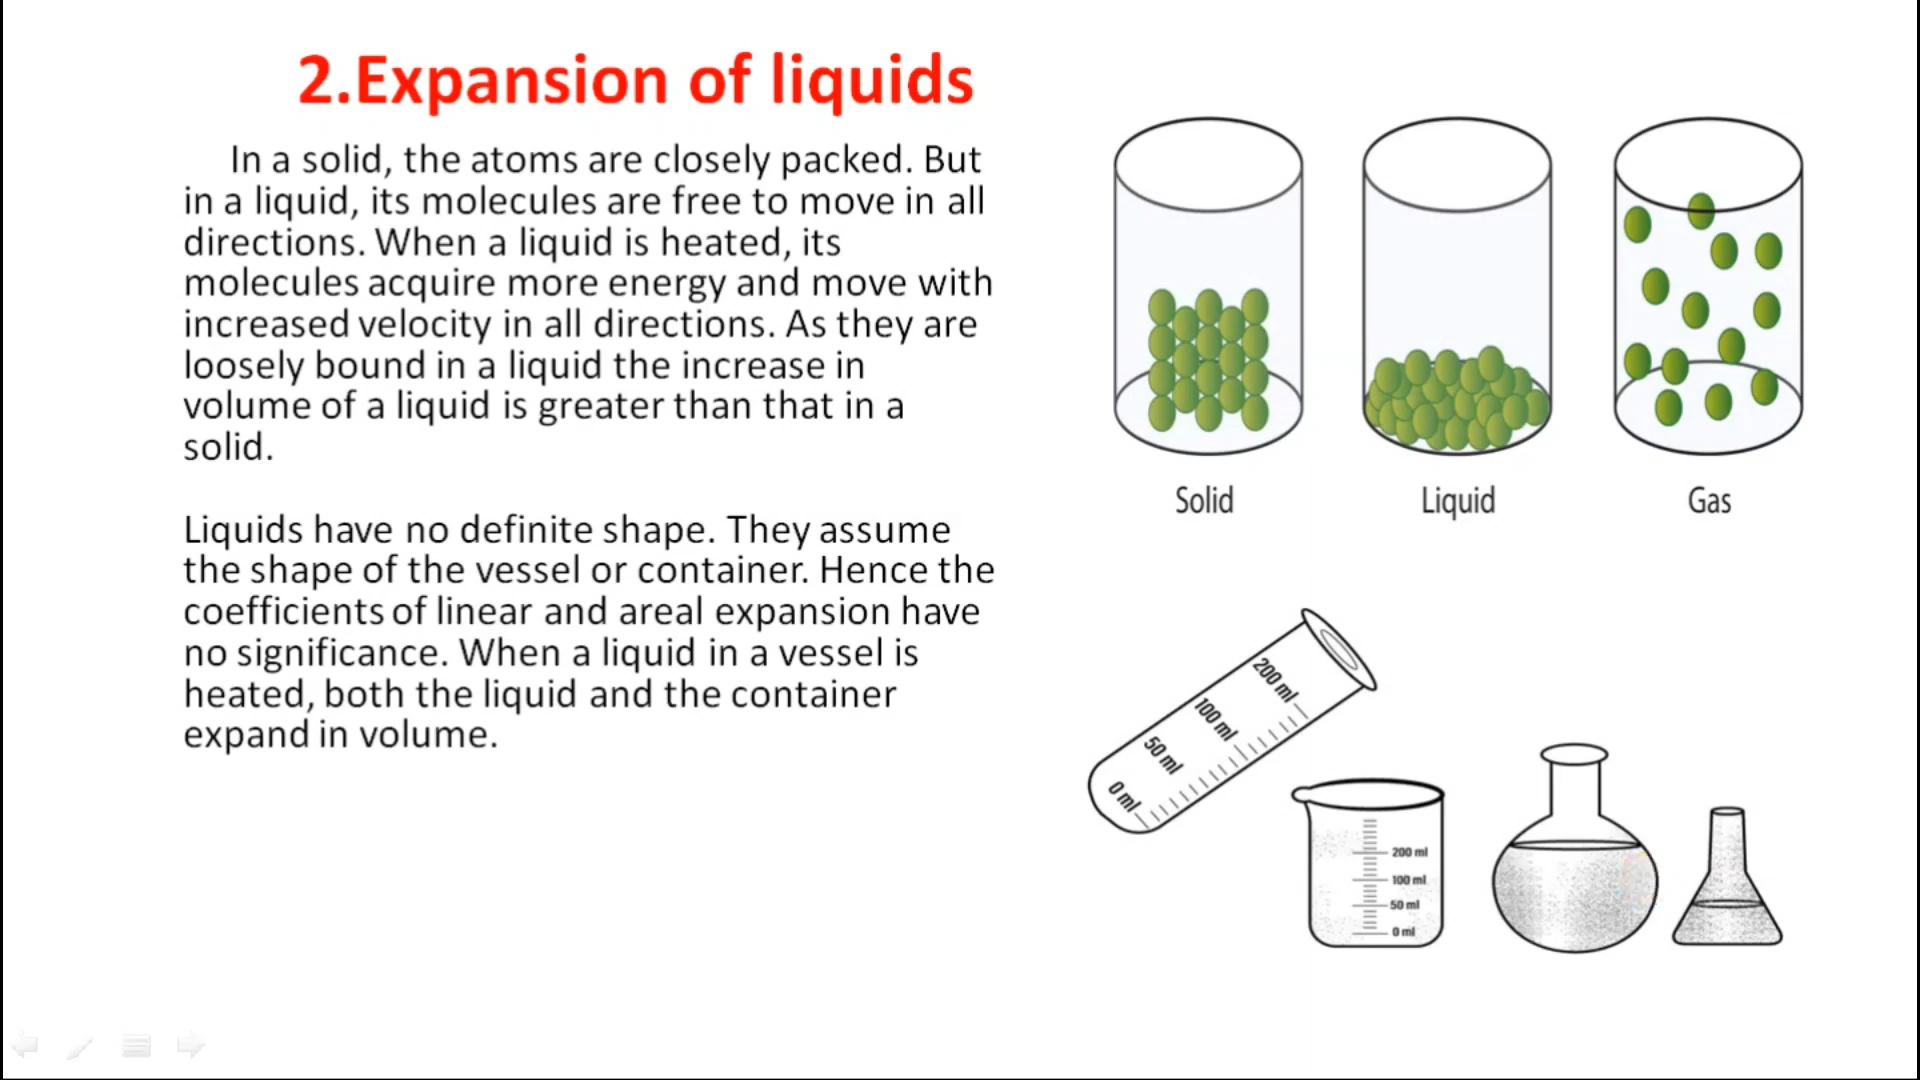 2.Expansion of liquids
In a solid, the atoms are closely packed. But
in a liquid, its molecules are free to move in all
directions. When a liquid is heated, its
molecules acquire more energy and move with
increased velocity in all directions. As they are
loosely bound in a liquid the increase in
volume of a liquid is greater than that in a
solid.
Liquids have no definite shape. They assume
the shape of the vessel or container. Hence the
coefficients of linear and areal expansion have
no significance. When a liquid in a vessel is
heated, both the liquid and the container
expand in volume.
Solid
Liquid
Gas
200 ml
100 ml
50 ml
0 ml
200 ml
100 ml
50 ml
0 ml